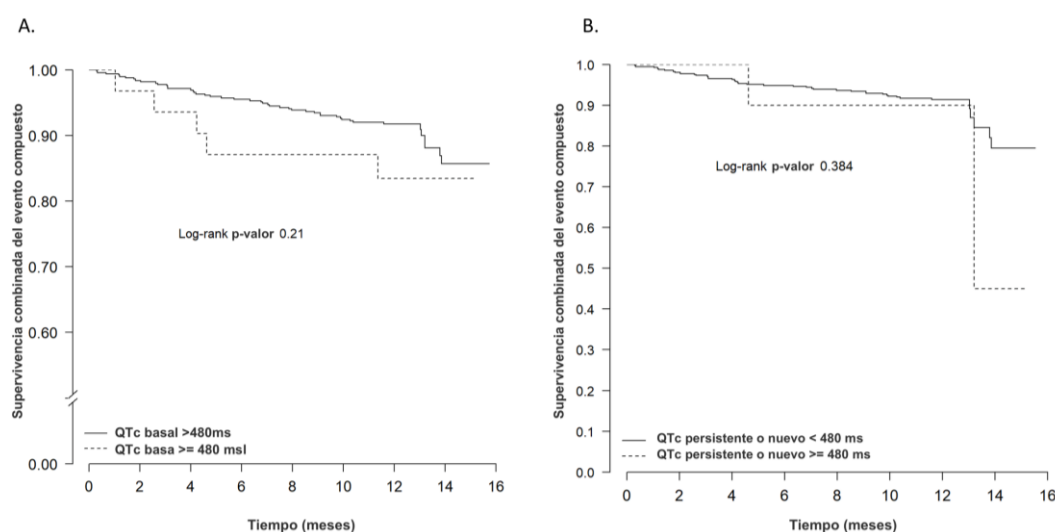 A.
Supervivencia combinada del evento compuesto
1.00
0.90
0.80
0.70
0.60
0.00
Log-rank p-valor 0.21
QTc basal >480ms
QTc basa >= 480 msl
0 2 4 6 8 10 12 14 16
Tiempo (meses)
B.
Supervivencia combinada del evento compuesto
1.0
0.9
0.8
0.7
0.6
0.5
0.4
0.3
0.2
0.1
0.0
Log-rank p-valor 0.384
QTc persistente o nuevo < 480 ms
QTc persistente o nuevo >= 480 ms
0 2 4 6 8 10 12 14 16
Tiempo (meses)